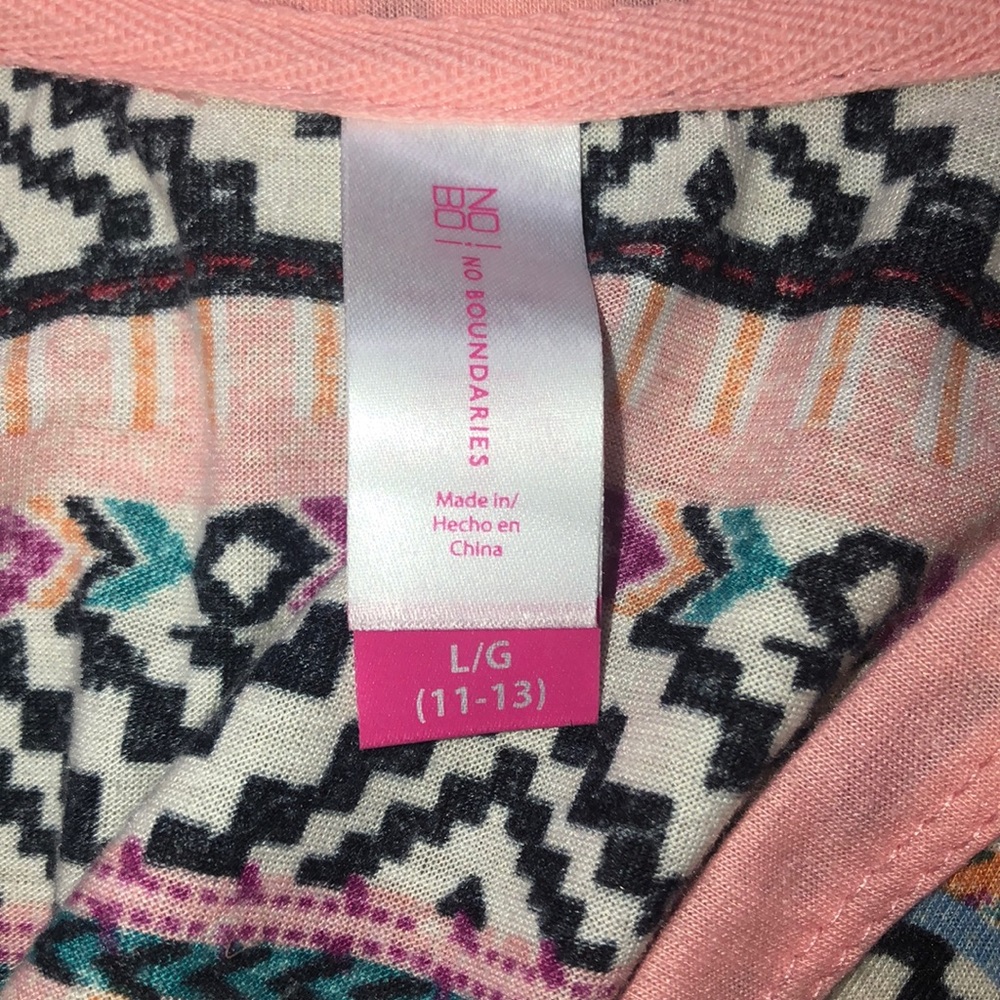 NO
BO
NO BOUNDARIES
Made in/
Hecho en
China
L/G
(11-13)